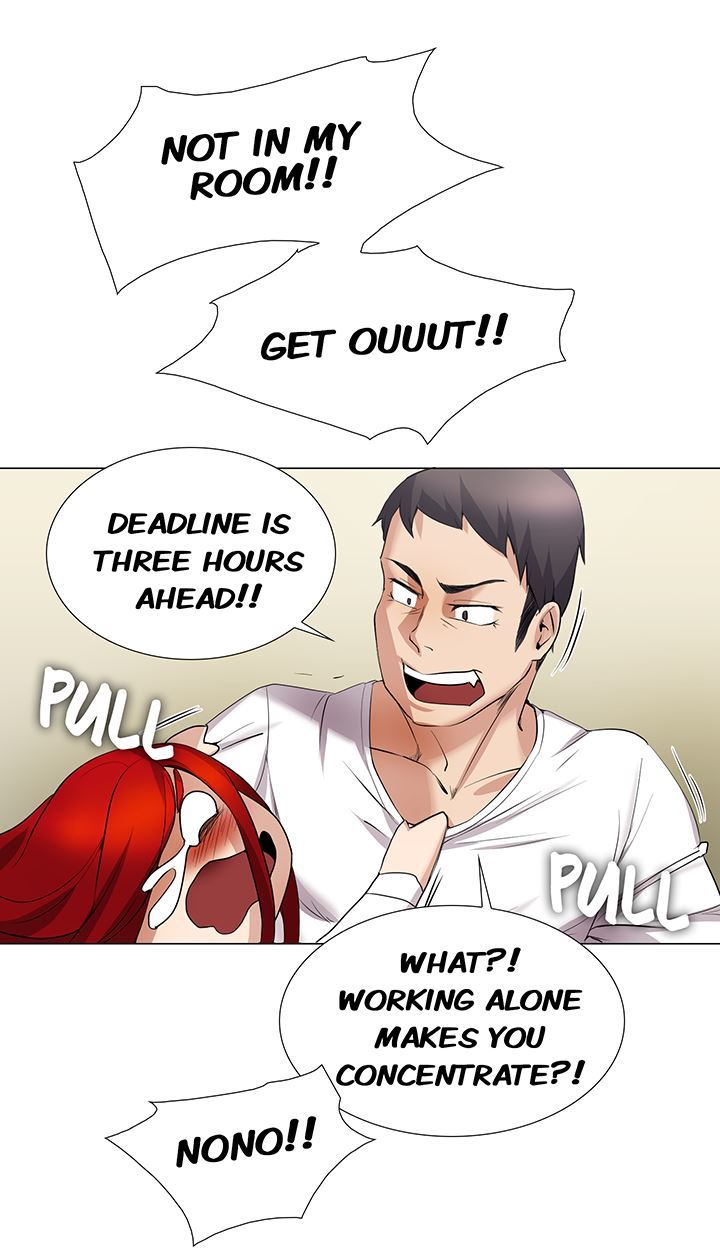 NOT IN MY
ROOM!!
GET OUUUT!!
DEADLINE IS
THREE HOURS
AHEAD!!
PULL
PULL
WHAT?!
WORKING ALONE
MAKES YOU
CONCENTRATE?!
NONO!!